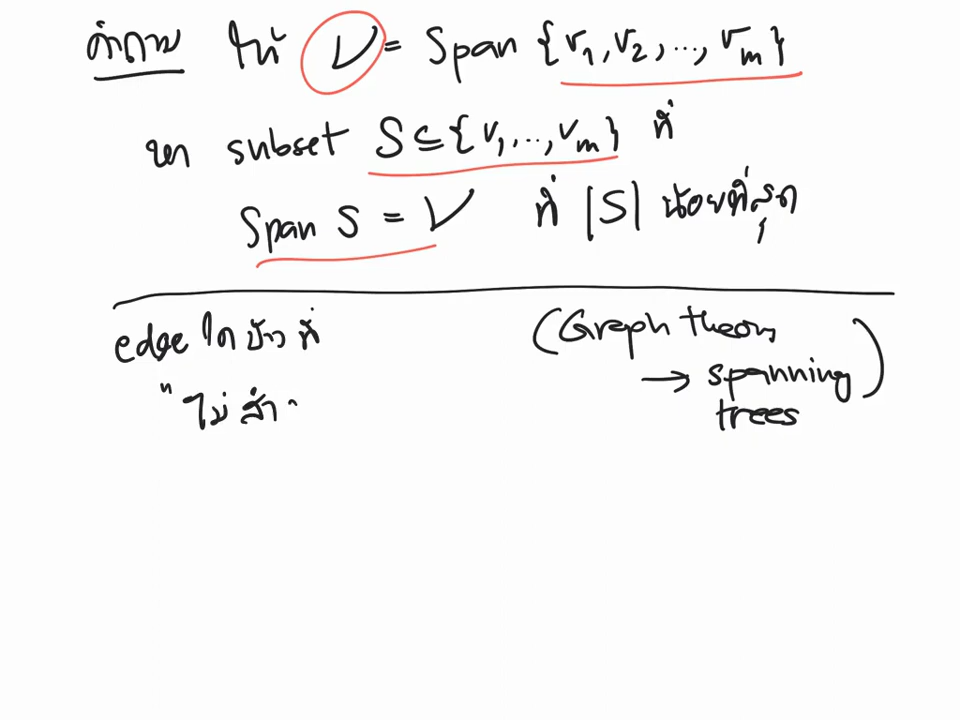 คำถาม ให้ V = Span {v₁, v₂, ..., vₘ}
หา subset S ⊆ {v₁, ..., vₘ} ที่
Span S = V ที่ |S| น้อยที่สุด
edge ใดบ้างที่
"ไม่สำ
(Graph theory
→ spanning
trees)